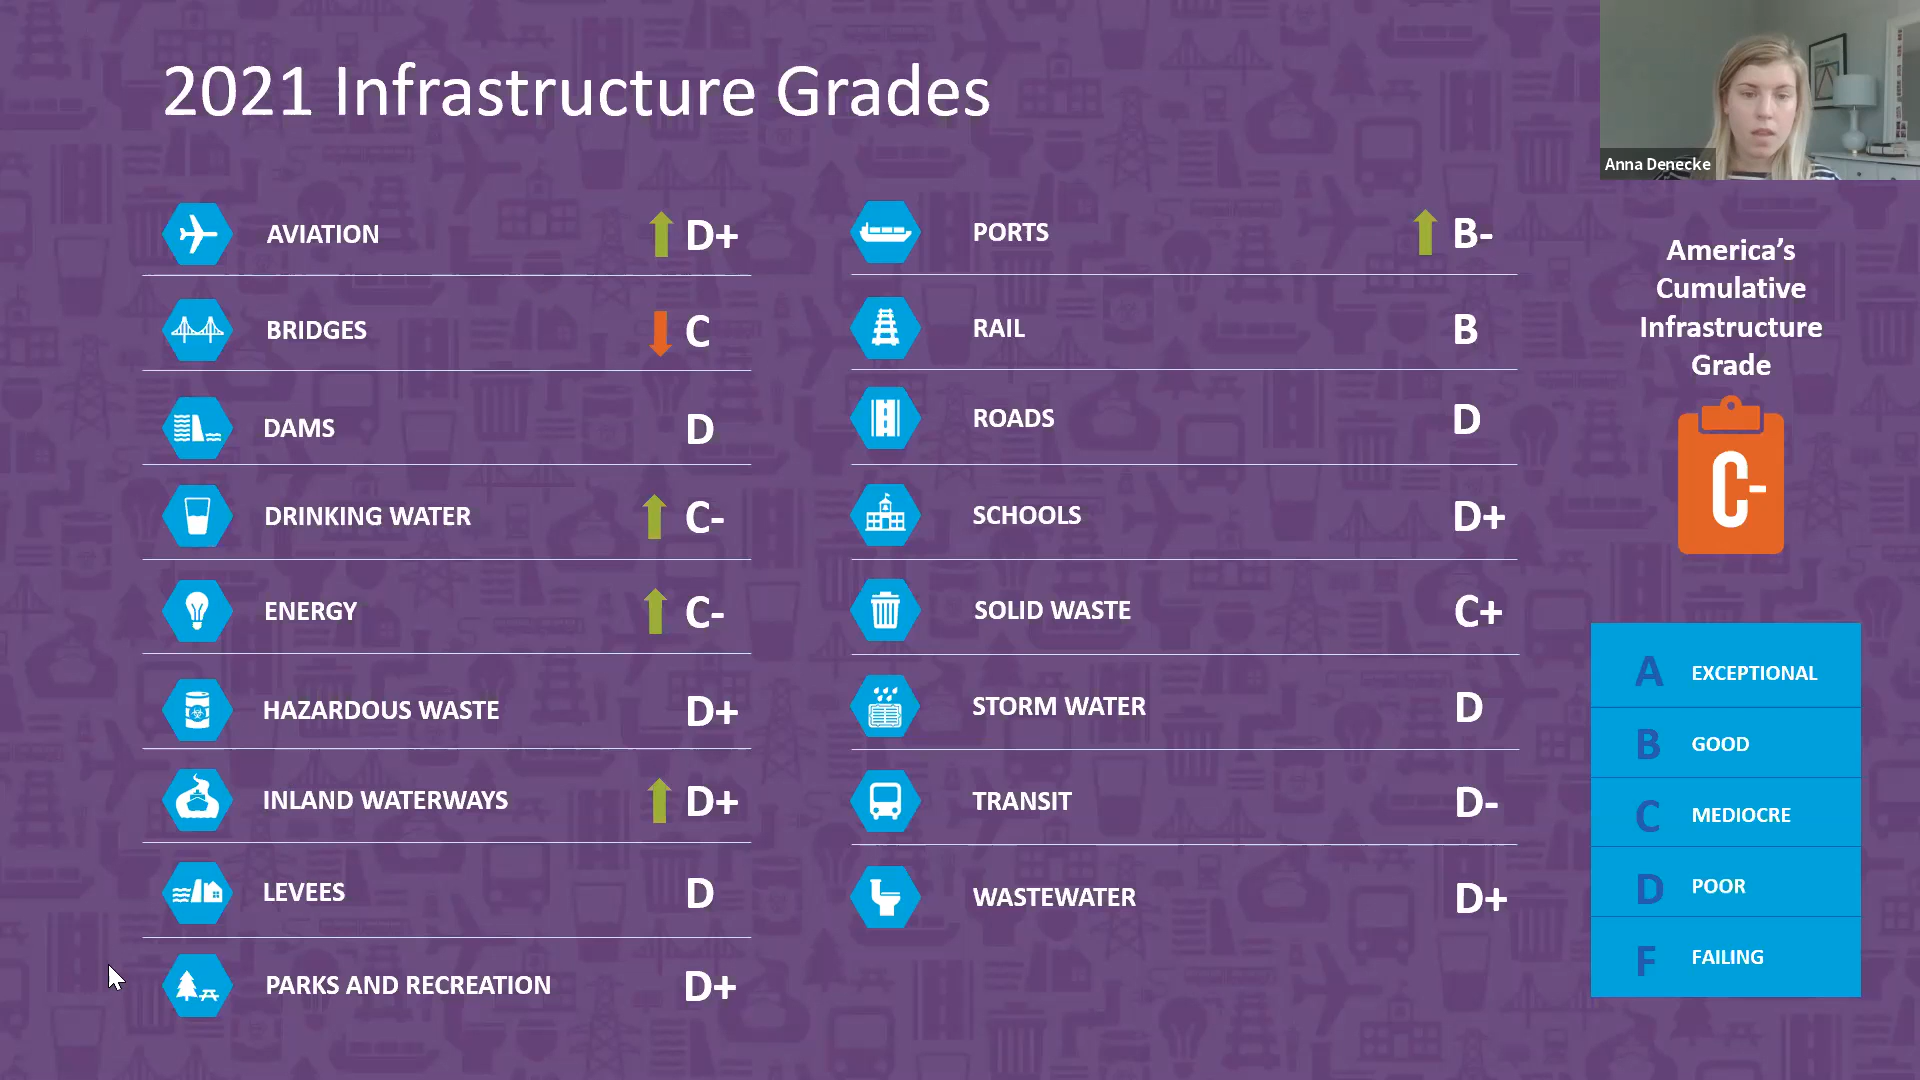 2021 Infrastructure Grades
Anna Denecke
AVIATION D+
BRIDGES C
DAMS D
DRINKING WATER C-
ENERGY C-
HAZARDOUS WASTE D+
INLAND WATERWAYS D+
LEVEES D
PARKS AND RECREATION D+
PORTS B-
RAIL B
ROADS D
SCHOOLS D+
SOLID WASTE C+
STORM WATER D
TRANSIT D-
WASTEWATER D+
America’s
Cumulative
Infrastructure
Grade
C-
A EXCEPTIONAL
B GOOD
C MEDIOCRE
D POOR
F FAILING